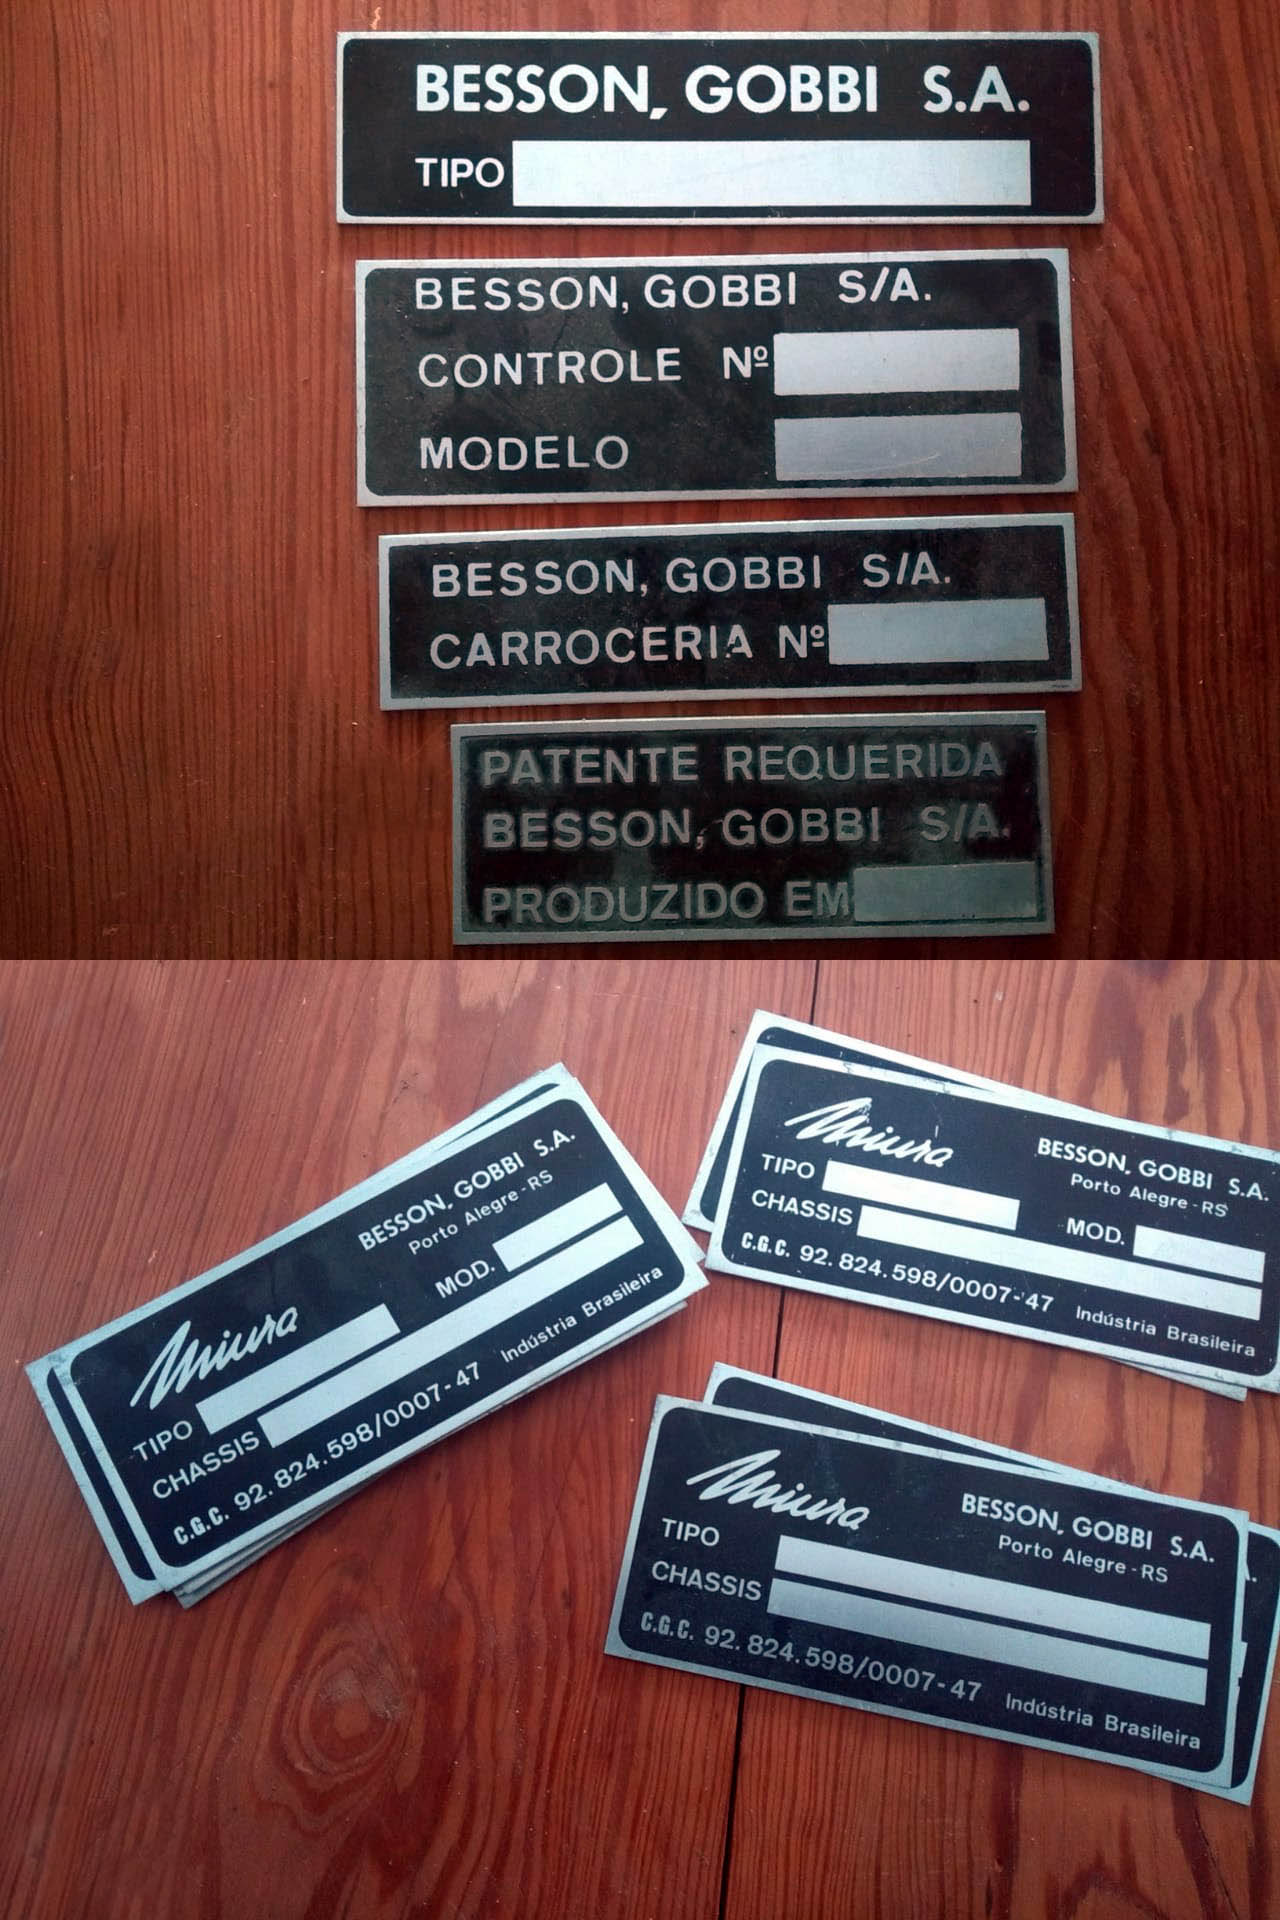 BESSON, GOBBI S.A.
TIPO
BESSON, GOBBI S/A.
CONTROLE Nº
MODELO
BESSON, GOBBI S/A.
CARROCERIA Nº
PATENTE REQUERIDA
BESSON, GOBBI S/A.
PRODUZIDO EM
Miura
BESSON, GOBBI S.A.
Porto Alegre - RS
TIPO
MOD.
CHASSIS
C.G.C. 92.824.598/0007-47 Indústria Brasileira
Miura
BESSON, GOBBI S.A.
Porto Alegre - RS
TIPO
MOD.
CHASSIS
C.G.C. 92.824.598/0007-47 Indústria Brasileira
Miura
BESSON, GOBBI S.A.
Porto Alegre - RS
TIPO
CHASSIS
C.G.C. 92.824.598/0007-47 Indústria Brasileira